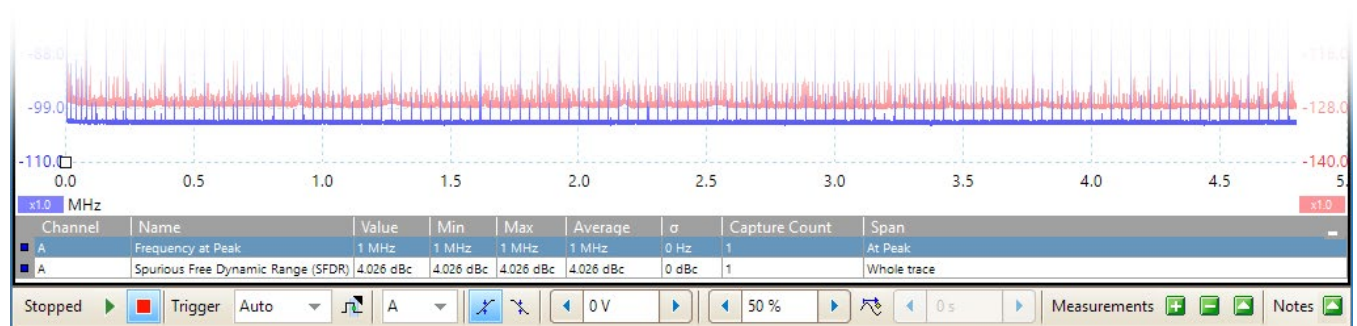 -88.0 -116.0
-99.0 -128.0
-110.0 -140.0
0.0 0.5 1.0 1.5 2.0 2.5 3.0 3.5 4.0 4.5 5.
x1.0 MHz x1.0
Channel Name Value Min Max Average σ Capture Count Span
A Frequency at Peak 1 MHz 1 MHz 1 MHz 1 MHz 0 Hz 1 At Peak
A Spurious Free Dynamic Range (SFDR) 4.026 dBc 4.026 dBc 4.026 dBc 4.026 dBc 0 dBc 1 Whole trace
Stopped Trigger Auto A 0 V 50 % 0 s Measurements Notes